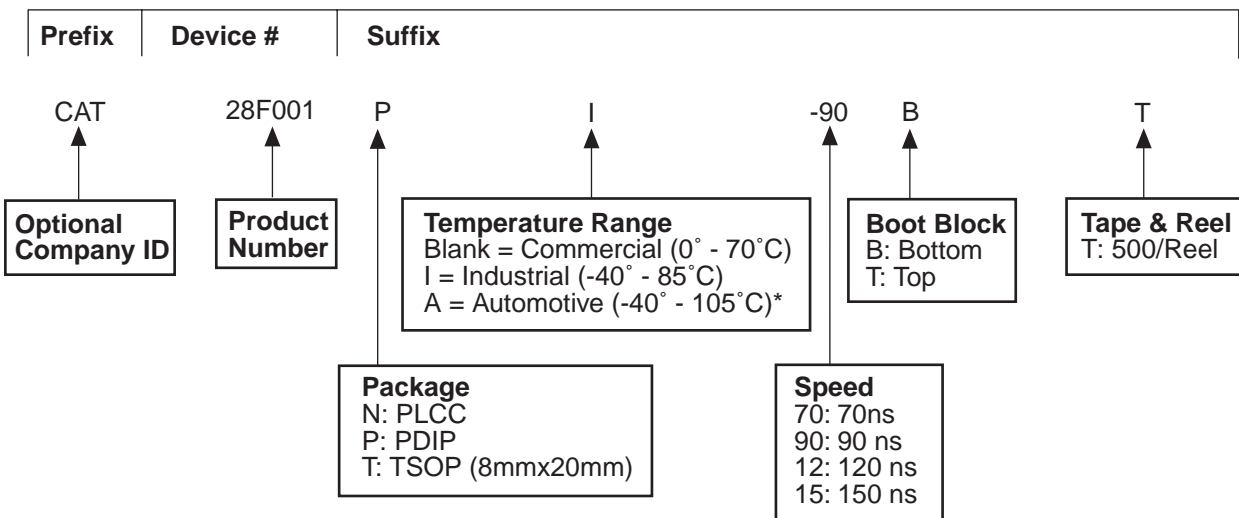 Prefix Device # Suffix
CAT 28F001 P I -90 B T
Optional
Company ID
Product
Number
Temperature Range
Blank = Commercial (0˚ - 70˚C)
I = Industrial (-40˚ - 85˚C)
A = Automotive (-40˚ - 105˚C)*
Boot Block
B: Bottom
T: Top
Tape & Reel
T: 500/Reel
Package
N: PLCC
P: PDIP
T: TSOP (8mmx20mm)
Speed
70: 70ns
90: 90 ns
12: 120 ns
15: 150 ns